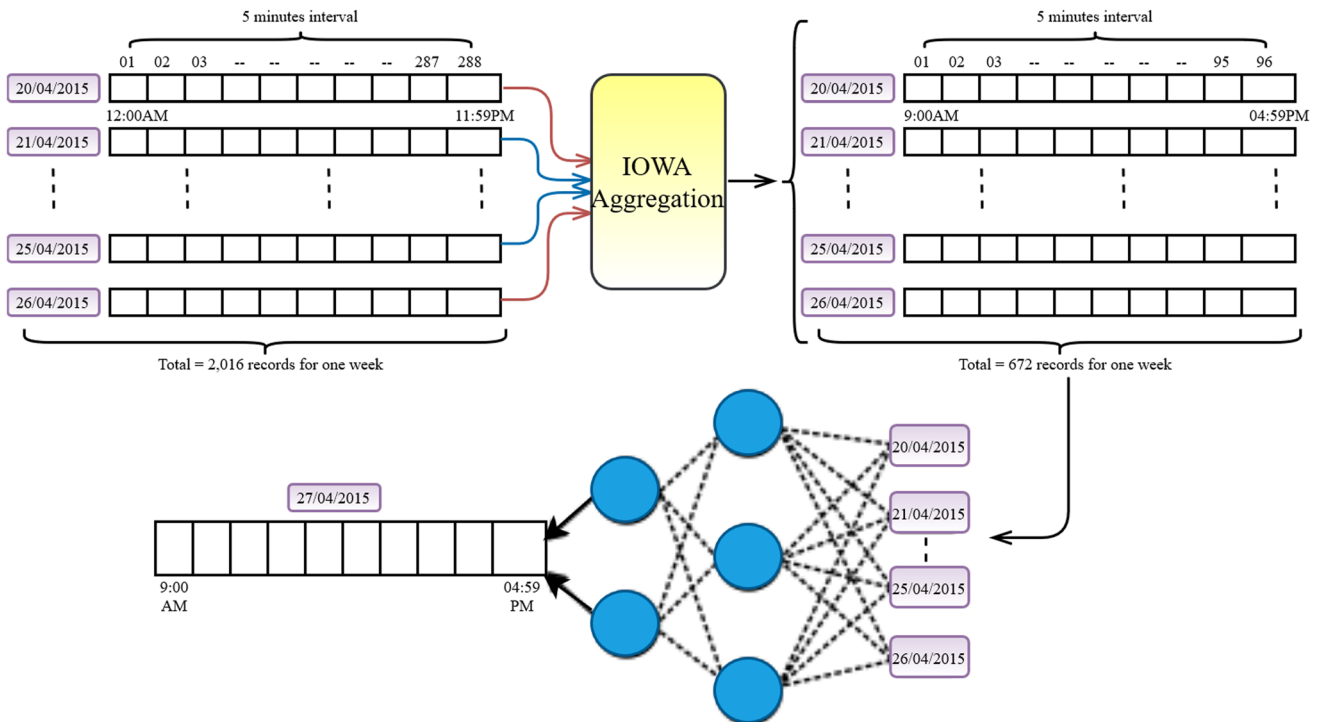 5 minutes interval
01 02 03 -- -- -- -- -- 287 288
20/04/2015
12:00AM 11:59PM
21/04/2015
25/04/2015
26/04/2015
Total = 2,016 records for one week
IOWA
Aggregation
5 minutes interval
01 02 03 -- -- -- -- -- 95 96
20/04/2015
9:00AM 04:59PM
21/04/2015
25/04/2015
26/04/2015
Total = 672 records for one week
20/04/2015
21/04/2015
25/04/2015
26/04/2015
27/04/2015
9:00 04:59
AM PM